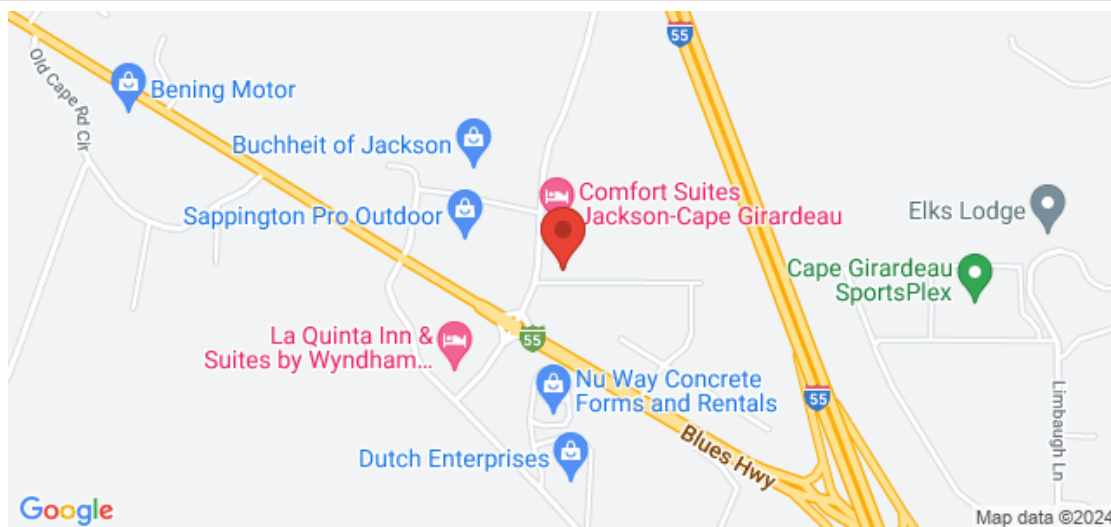 55
Old Cape Rd Cir
Bening Motor
Buchheit of Jackson
Comfort Suites
Jackson-Cape Girardeau
Sappington Pro Outdoor
Elks Lodge
Cape Girardeau
SportsPlex
La Quinta Inn &
Suites by Wyndham...
55
Nu Way Concrete
Forms and Rentals
55
Limbaugh Ln
Blues Hwy
Dutch Enterprises
Google
Map data ©2024